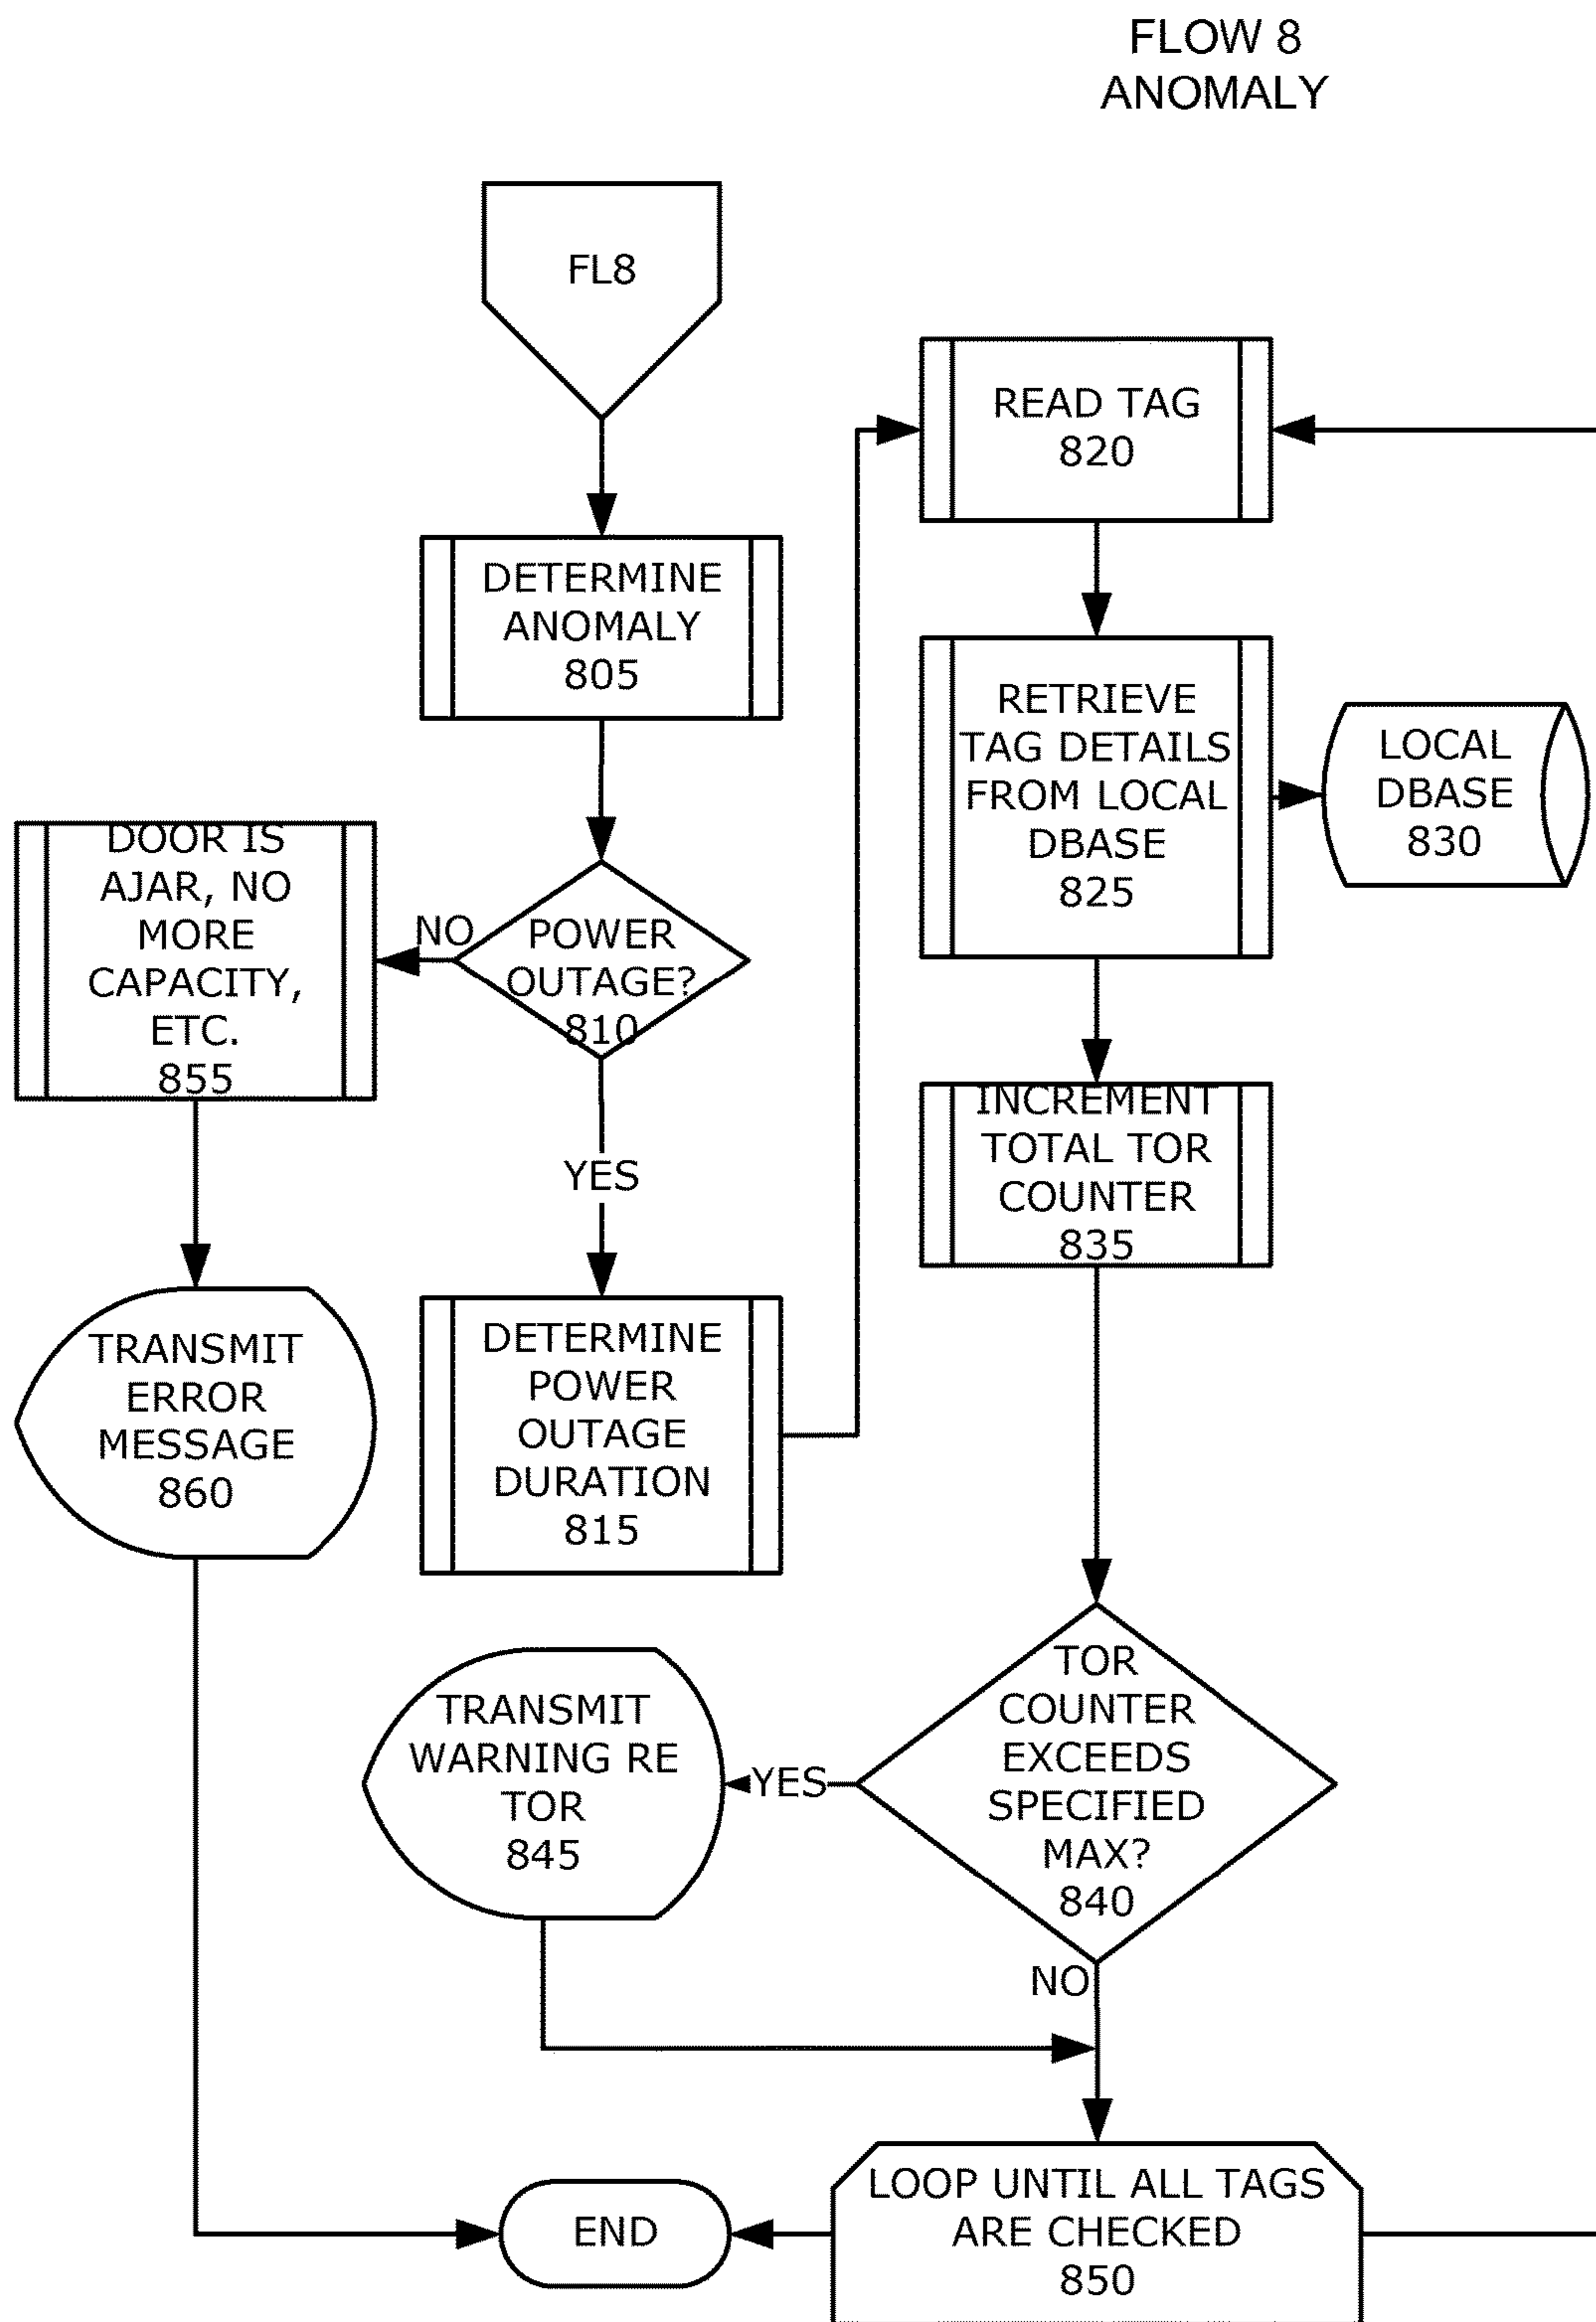 FLOW 8
ANOMALY
FL8
DETERMINE
ANOMALY
805
POWER
OUTAGE?
810
NO
DOOR IS
AJAR, NO
MORE
CAPACITY,
ETC.
855
TRANSMIT
ERROR
MESSAGE
860
YES
DETERMINE
POWER
OUTAGE
DURATION
815
READ TAG
820
RETRIEVE
TAG DETAILS
FROM LOCAL
DBASE
825
LOCAL
DBASE
830
INCREMENT
TOTAL TOR
COUNTER
835
TOR
COUNTER
EXCEEDS
SPECIFIED
MAX?
840
YES
TRANSMIT
WARNING RE
TOR
845
NO
LOOP UNTIL ALL TAGS
ARE CHECKED
850
END